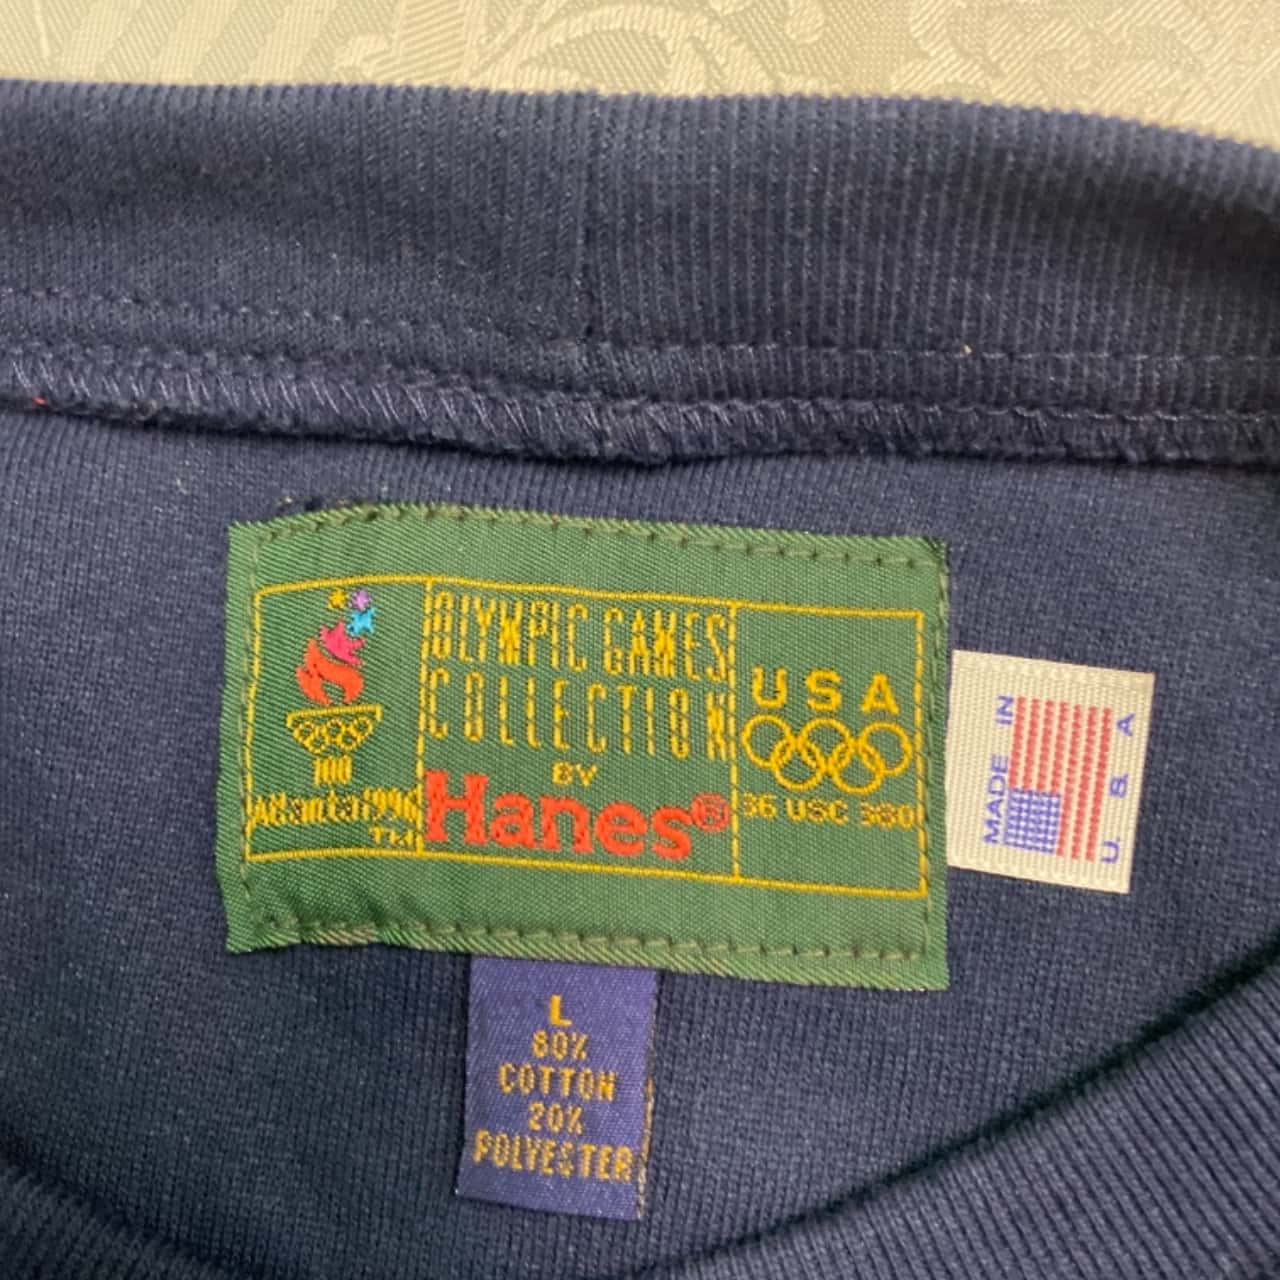 100
Atlanta 1996
TM
OLYMPIC GAMES
COLLECTION
BY
Hanes®
USA
36 USC 380
MADE IN
U. S. A
L
80%
COTTON
20%
POLYESTER